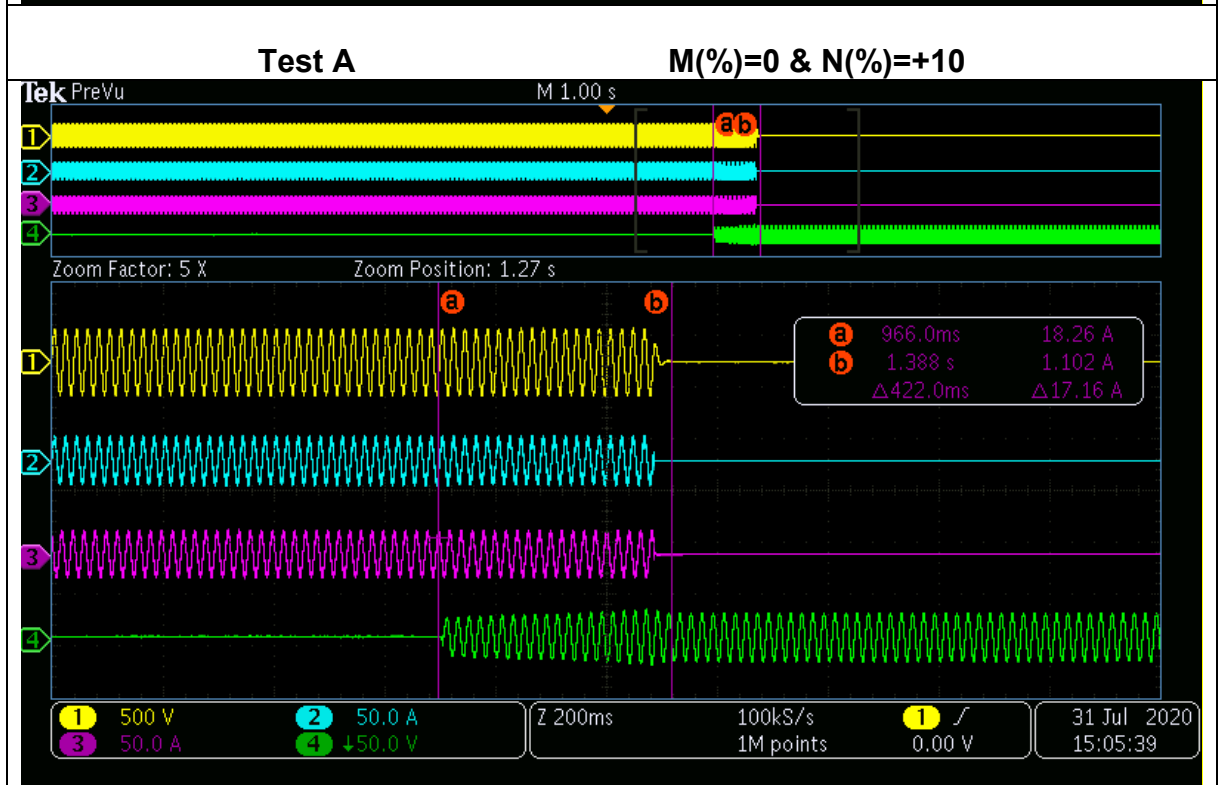 Test A M(%)=0 & N(%)=+10
Tek PreVu M 1.00 s
a b
1
2
3
4
Zoom Factor: 5 X Zoom Position: 1.27 s
a b
1
a 966.0ms 18.26 A
b 1.388 s 1.102 A
△422.0ms △17.16 A
2
3
4
1 500 V 2 50.0 A Z 200ms 100kS/s 1 31 Jul 2020
3 50.0 A 4 ↓50.0 V 1M points 0.00 V 15:05:39